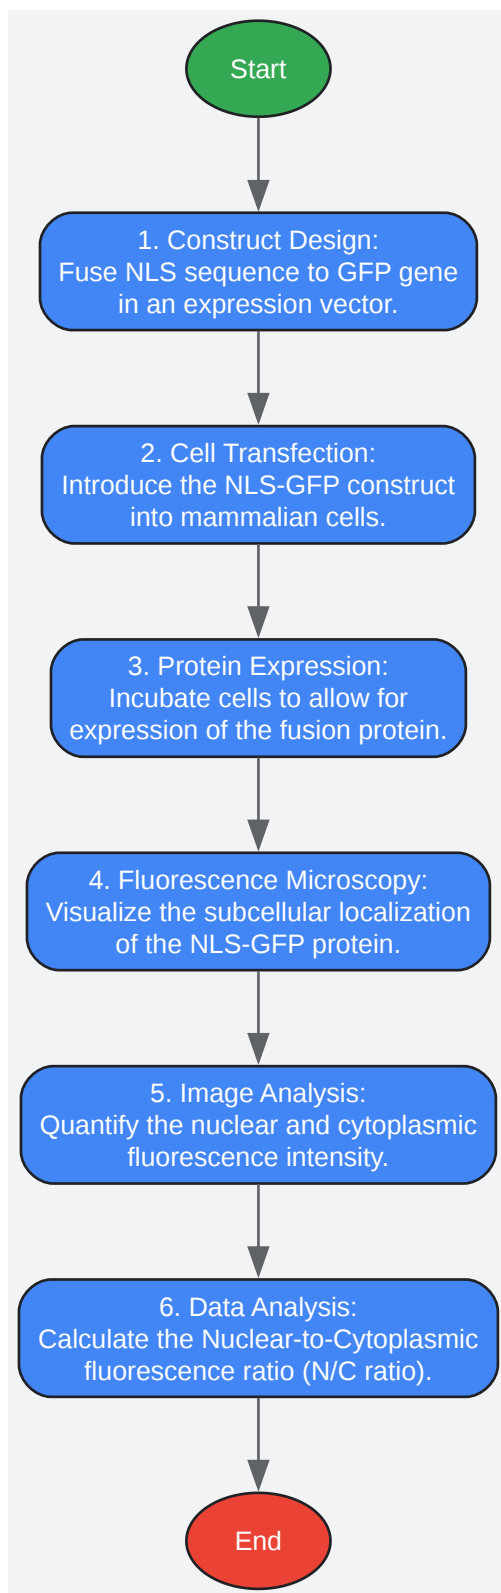 Start
1. Construct Design:
Fuse NLS sequence to GFP gene
in an expression vector.
2. Cell Transfection:
Introduce the NLS-GFP construct
into mammalian cells.
3. Protein Expression:
Incubate cells to allow for
expression of the fusion protein.
4. Fluorescence Microscopy:
Visualize the subcellular localization
of the NLS-GFP protein.
5. Image Analysis:
Quantify the nuclear and cytoplasmic
fluorescence intensity.
6. Data Analysis:
Calculate the Nuclear-to-Cytoplasmic
fluorescence ratio (N/C ratio).
End